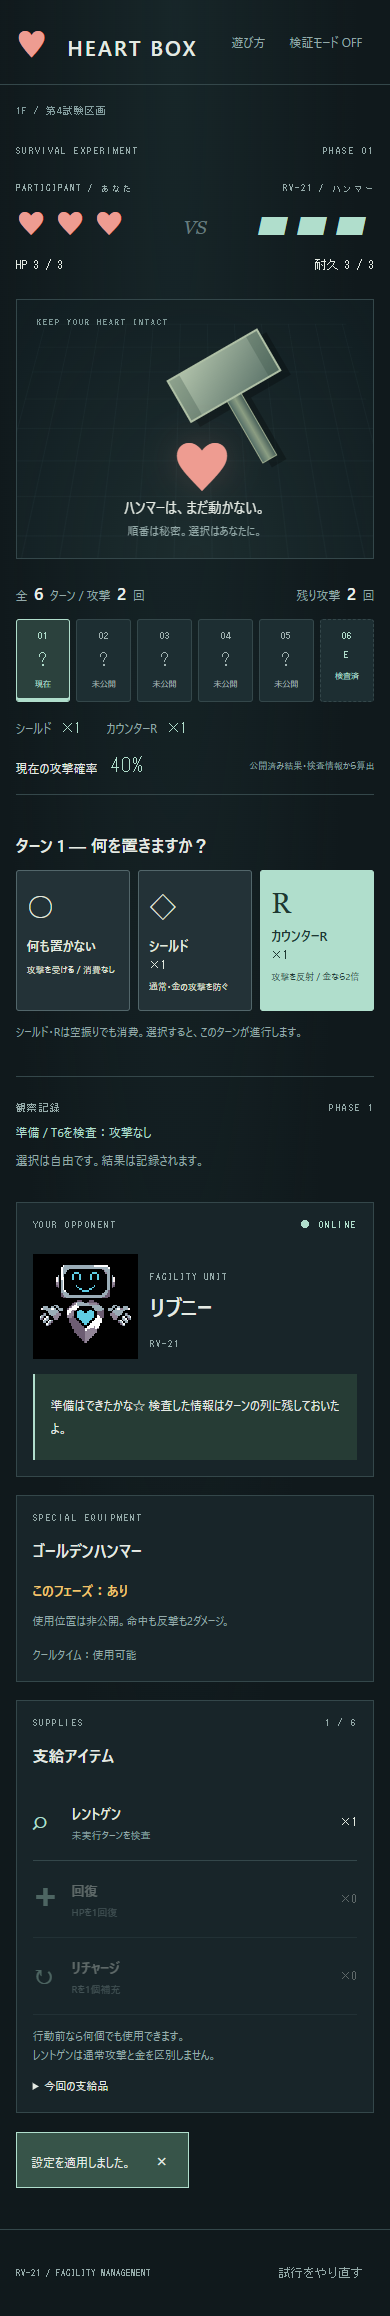 HEART BOX
遊び方
検証モード OFF
1F / 第4試験区画
SURVIVAL EXPERIMENT
PHASE 01
PARTICIPANT / あなた
RV-21 / ハンマー
VS
HP 3 / 3
耐久 3 / 3
KEEP YOUR HEART INTACT
ハンマーは、まだ動かない。
順番は秘密。選択はあなたに。
全 6 ターン / 攻撃 2 回
残り攻撃 2 回
01 ? 現在
02 ? 未公開
03 ? 未公開
04 ? 未公開
05 ? 未公開
06 E 検査済
シールド ×1 カウンターR ×1
現在の攻撃確率 40%
公開済み結果・検査情報から算出
ターン 1 — 何を置きますか？
何も置かない
攻撃を受ける / 消費なし
シールド
×1
通常・金の攻撃を防ぐ
R
カウンターR
×1
攻撃を反射 / 金なら2倍
シールド・Rは空振りでも消費。選択すると、このターンが進行します。
観察記録
PHASE 1
準備 / T6を検査：攻撃なし
選択は自由です。結果は記録されます。
YOUR OPPONENT
ONLINE
FACILITY UNIT
リブニー
RV-21
準備はできたかな☆ 検査した情報はターンの列に残しておいた
よ。
SPECIAL EQUIPMENT
ゴールデンハンマー
このフェーズ：あり
使用位置は非公開。命中も反撃も2ダメージ。
クールタイム：使用可能
SUPPLIES
1 / 6
支給アイテム
レントゲン
未実行ターンを検査
×1
回復
HPを1回復
×0
リチャージ
Rを1個補充
×0
行動前なら何個でも使用できます。
レントゲンは通常攻撃と金を区別しません。
▶ 今回の支給品
設定を適用しました。 ×
RV-21 / FACILITY MANAGEMENT
試行をやり直す